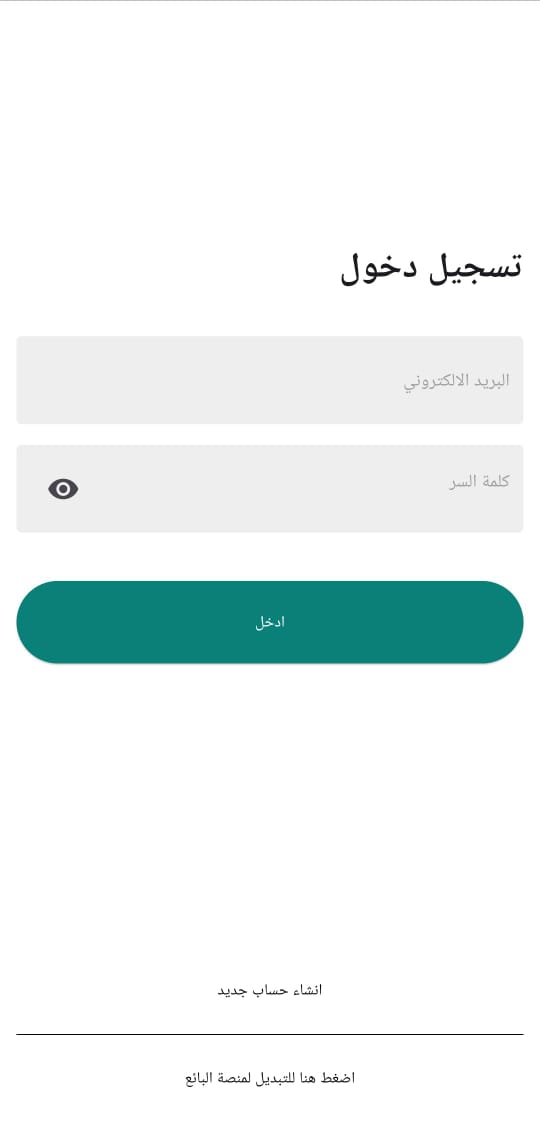 تسجيل دخول
البريد الالكتروني
كلمة السر
ادخل
انشاء حساب جديد
اضغط هنا للتبديل لمنصة البائع